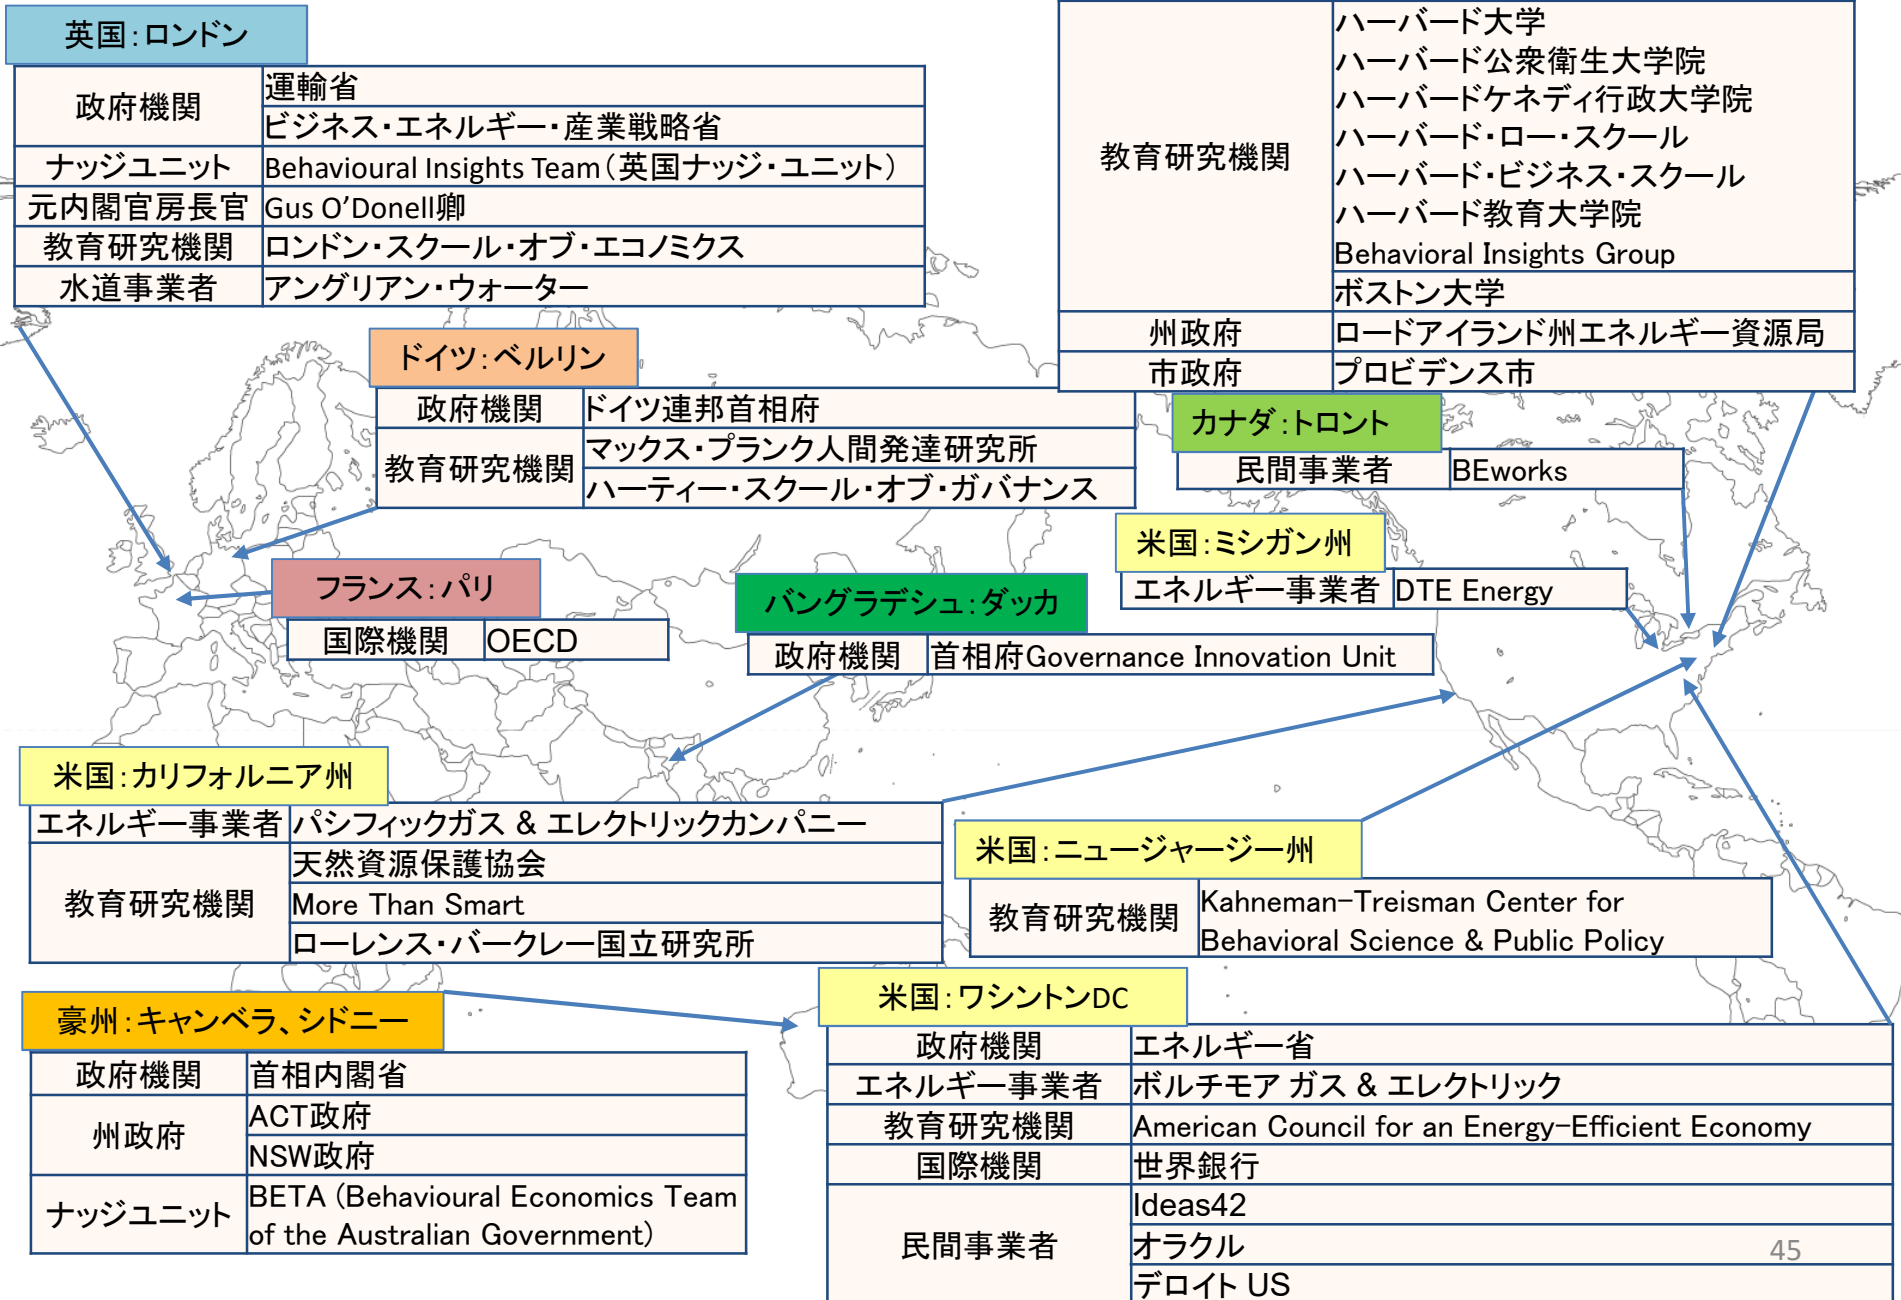 英国：ロンドン
政府機関
運輸省
ビジネス・エネルギー・産業戦略省
ナッジユニット
Behavioural Insights Team（英国ナッジ・ユニット）
元内閣官房長官
Gus O’Donell卿
教育研究機関
ロンドン・スクール・オブ・エコノミクス
水道事業者
アングリアン・ウォーター
教育研究機関
ハーバード大学
ハーバード公衆衛生大学院
ハーバードケネディ行政大学院
ハーバード・ロー・スクール
ハーバード・ビジネス・スクール
ハーバード教育大学院
Behavioral Insights Group
ボストン大学
州政府
ロードアイランド州エネルギー資源局
市政府
プロビデンス市
ドイツ：ベルリン
政府機関
ドイツ連邦首相府
教育研究機関
マックス・プランク人間発達研究所
ハーティー・スクール・オブ・ガバナンス
カナダ：トロント
民間事業者
BEworks
米国：ミシガン州
エネルギー事業者
DTE Energy
フランス：パリ
国際機関
OECD
バングラデシュ：ダッカ
政府機関
首相府Governance Innovation Unit
米国：カリフォルニア州
エネルギー事業者
パシフィックガス & エレクトリックカンパニー
教育研究機関
天然資源保護協会
More Than Smart
ローレンス・バークレー国立研究所
米国：ニュージャージー州
教育研究機関
Kahneman-Treisman Center for
Behavioral Science & Public Policy
豪州：キャンベラ、シドニー
政府機関
首相内閣省
州政府
ACT政府
NSW政府
ナッジユニット
BETA (Behavioural Economics Team
of the Australian Government)
米国：ワシントンDC
政府機関
エネルギー省
エネルギー事業者
ボルチモア ガス & エレクトリック
教育研究機関
American Council for an Energy-Efficient Economy
国際機関
世界銀行
民間事業者
Ideas42
オラクル
デロイト US
45